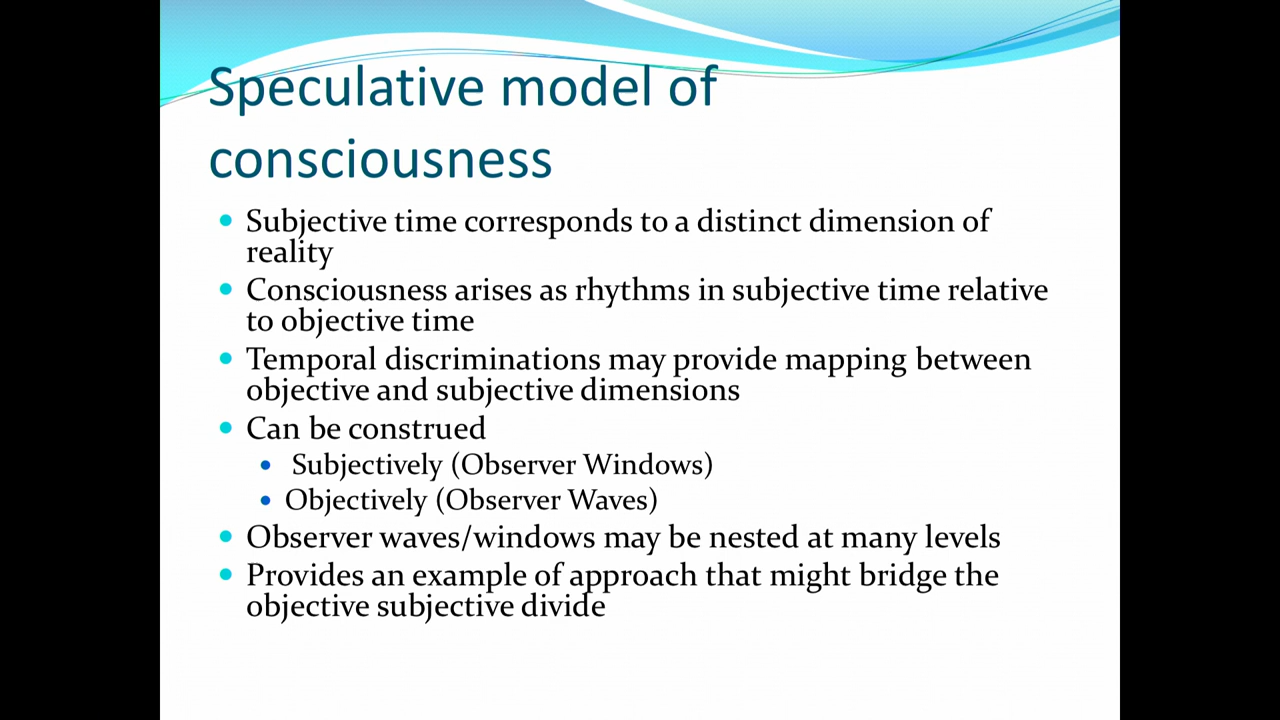 Speculative model of
consciousness
• Subjective time corresponds to a distinct dimension of
reality
• Consciousness arises as rhythms in subjective time relative
to objective time
• Temporal discriminations may provide mapping between
objective and subjective dimensions
• Can be construed
• Subjectively (Observer Windows)
• Objectively (Observer Waves)
• Observer waves/windows may be nested at many levels
• Provides an example of approach that might bridge the
objective subjective divide